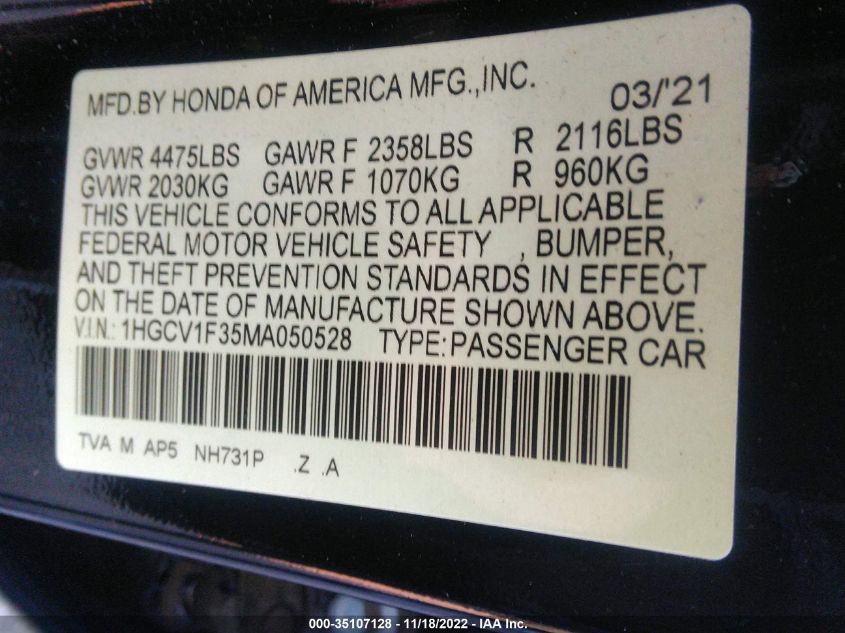 MFD.BY HONDA OF AMERICA MFG.,INC. 03/'21
GVWR 4475LBS GAWR F 2358LBS R 2116LBS
GVWR 2030KG GAWR F 1070KG R 960KG
THIS VEHICLE CONFORMS TO ALL APPLICABLE
FEDERAL MOTOR VEHICLE SAFETY , BUMPER,
AND THEFT PREVENTION STANDARDS IN EFFECT
ON THE DATE OF MANUFACTURE SHOWN ABOVE.
V.I.N.: 1HGCV1F35MA050528 TYPE:PASSENGER CAR
TVA M AP5 NH731P .Z .A
000-35107128 - 11/18/2022 - IAA Inc.